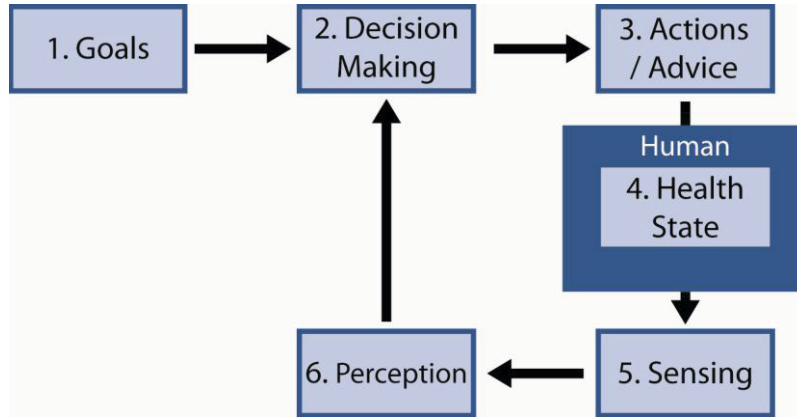 1. Goals
2. Decision
Making
3. Actions
/ Advice
Human
4. Health
State
5. Sensing
6. Perception